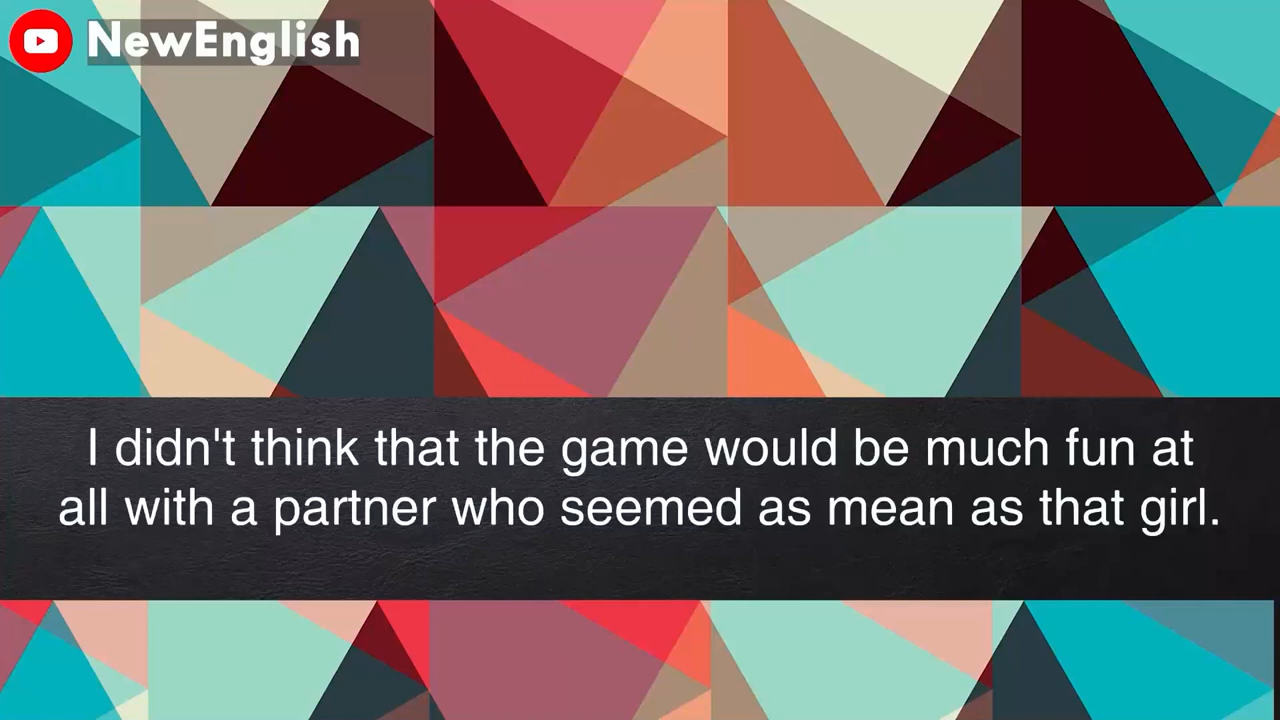 NewEnglish
I didn't think that the game would be much fun at
all with a partner who seemed as mean as that girl.